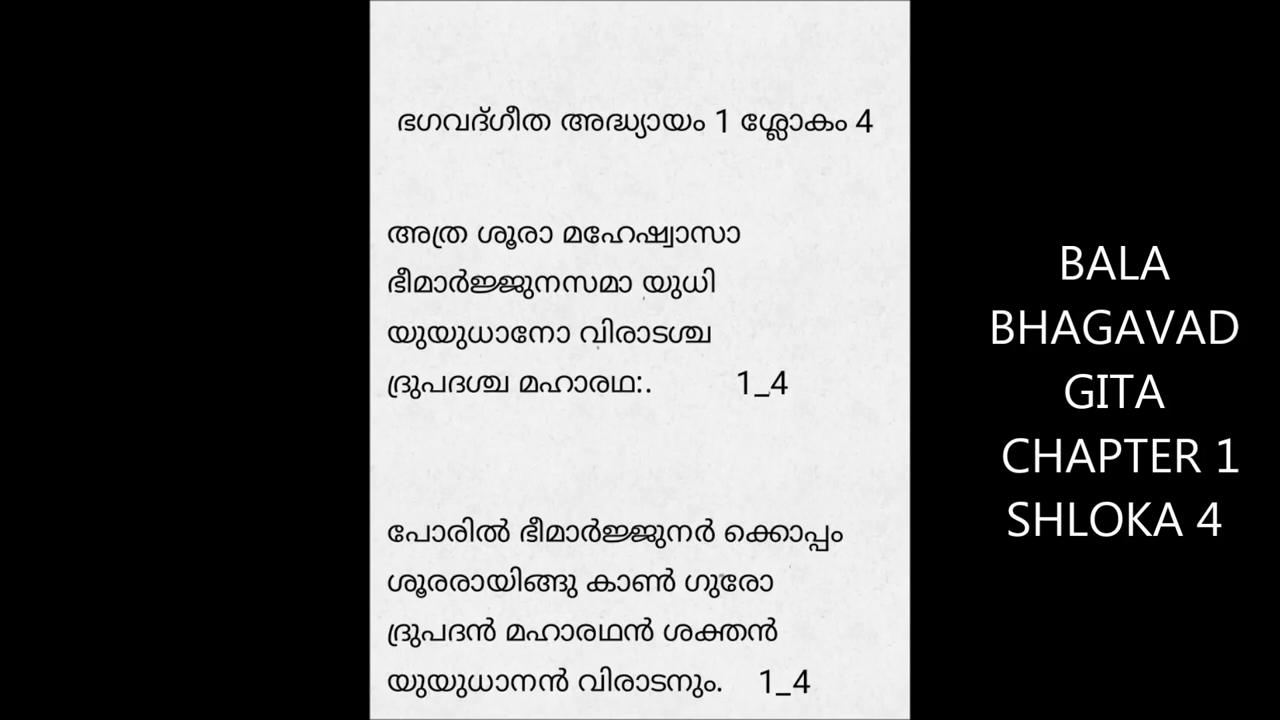 ഭഗവദ്ഗീത അദ്ധ്യായം 1 ശ്ലോകം 4
അത്ര ശൂരാ മഹേഷ്വാസാ
ഭീമാർജ്ജുനസമാ യുധി
യുയുധാനോ വിരാടശ്ച
ദ്രുപദശ്ച മഹാരഥ:. 1_4
പോരിൽ ഭീമാർജ്ജുനർ ക്കൊപ്പം
ശൂരരായിങ്ങു കാൺ ഗുരോ
ദ്രുപദൻ മഹാരഥൻ ശക്തൻ
യുയുധാനൻ വിരാടനും. 1_4
BALA
BHAGAVAD
GITA
CHAPTER 1
SHLOKA 4